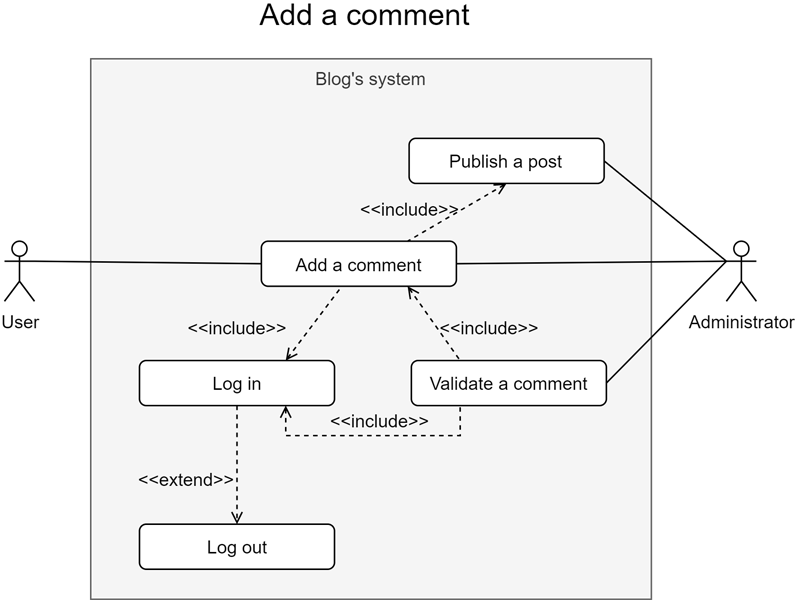 Add a comment
Blog's system
Publish a post
<<include>>
Add a comment
User
Administrator
<<include>>
<<include>>
Log in
Validate a comment
<<include>>
<<extend>>
Log out